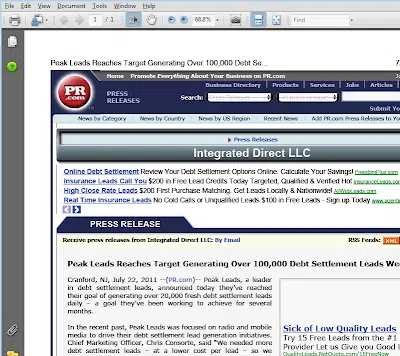 File Edit View Document Tools Window Help
1 / 1 68.8% Find
Peak Leads Reaches Target Generating Over 100,000 Debt Se... 7
Home Promote Everything About Your Business on PR.com
PR .com PRESS RELEASES
Business Directory Products Services Jobs Articles
Search: Press Releases
Submit You
News by Category News by Country News by US Region Recent News Add PR.com Press Releases to Yo
Press Releases
Integrated Direct LLC
Online Debt Settlement Review Your Debt Settlement Options Online. Calculate Your Savings! FreedomPlus.com
Insurance Leads Call You $200 in Free Lead Credits Today Targeted, Qualified & Verified Hot InsuranceLeads.com
High Close Rate Leads $200 First Purchase Matching. Get Leads Locally & Nationwide! AllWebLeads.com
Real Time Insurance Leads No Cold Calls or Unqualified Leads $100 in Free Leads - Sign up Today
PRESS RELEASE
Receive press releases from Integrated Direct LLC: By Email RSS Feeds: XML
Peak Leads Reaches Target Generating Over 100,000 Debt Settlement Leads Wee
Cranford, NJ, July 22, 2011 --(PR.com)-- Peak Leads, a leader
in debt settlement leads, announced today they've reached
their goal of generating over 20,000 fresh debt settlement leads
daily – a goal they've been working to achieve for several
months.
In the recent past, Peak Leads was focused on radio and mobile
media to drive their debt settlement lead generation initiatives.
Chief Marketing Officer, Chris Consorte, said "We needed more
debt settlement leads – at a lower cost per lead – so we
Sick of Low Quality Leads
Try 15 Free Leads from the #1
Provider Let us Give you Good L
QualityLeads.NetQuote.com/15FreeNow